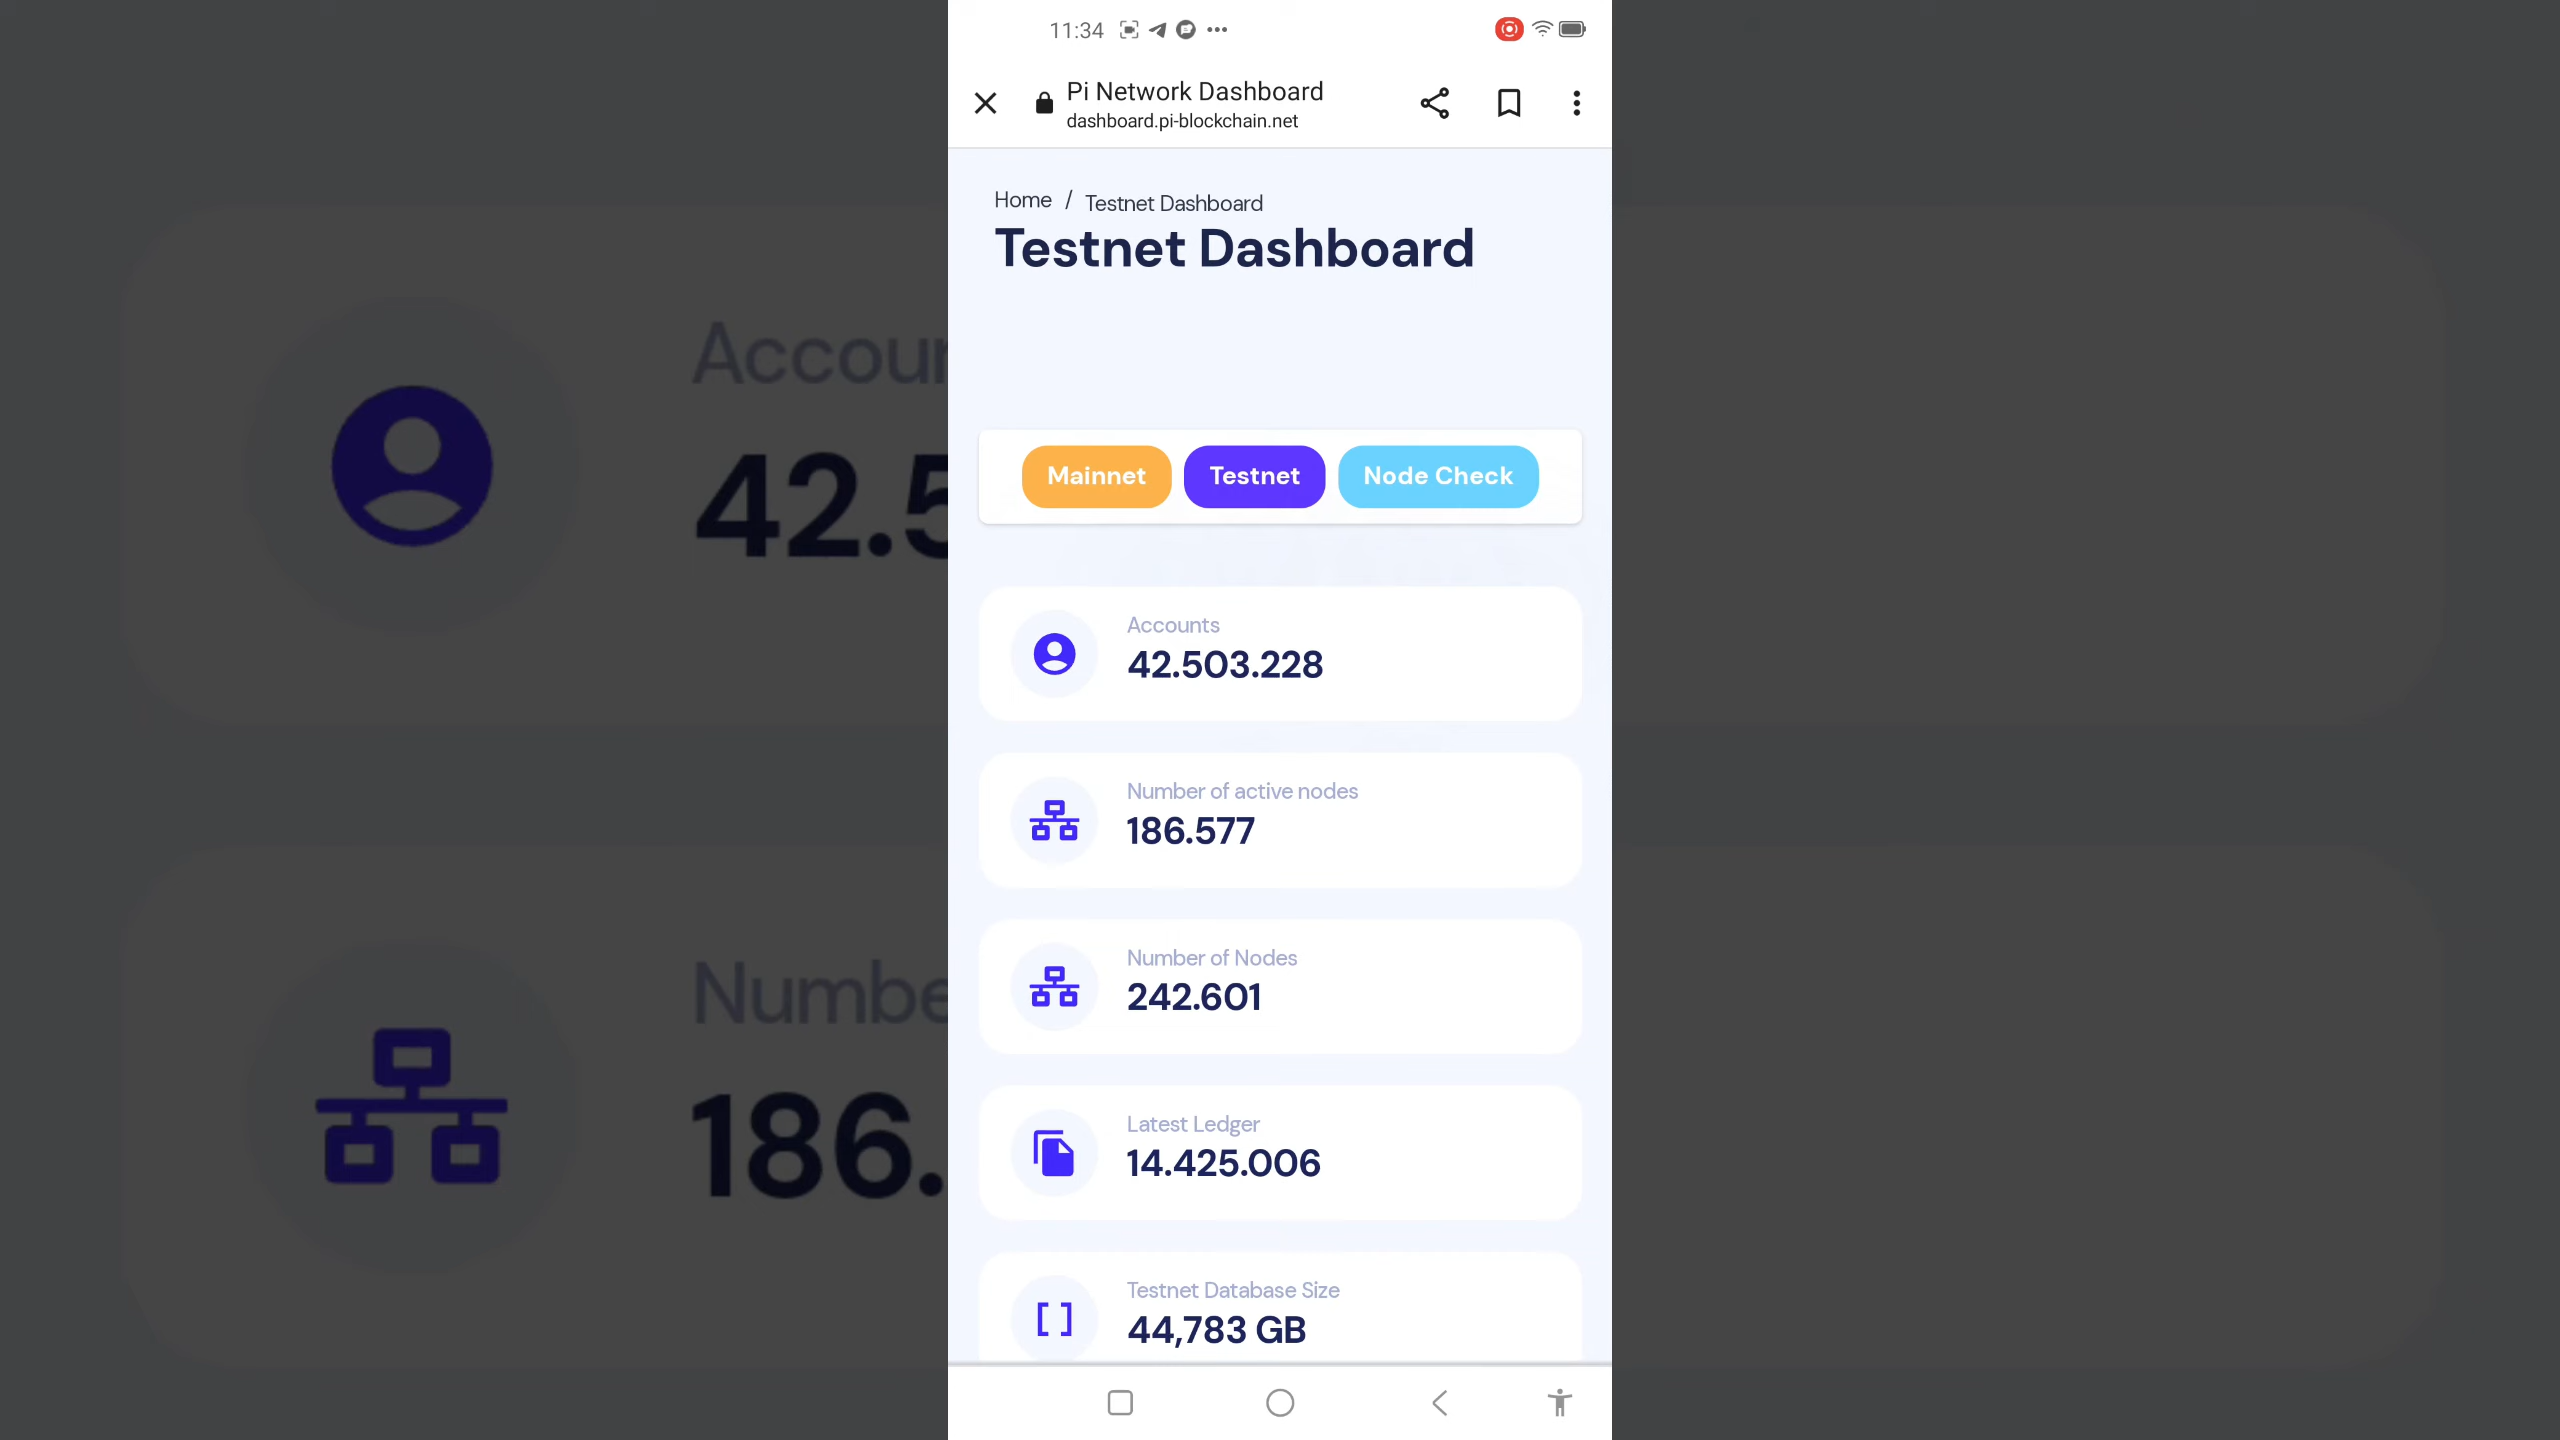 11:34
Pi Network Dashboard
dashboard.pi-blockchain.net
Home / Testnet Dashboard
Testnet Dashboard
Mainnet Testnet Node Check
Accounts
42.503.228
Number of active nodes
186.577
Number of Nodes
242.601
Latest Ledger
14.425.006
Testnet Database Size
44,783 GB
Accour
42.5
Numbe
186.